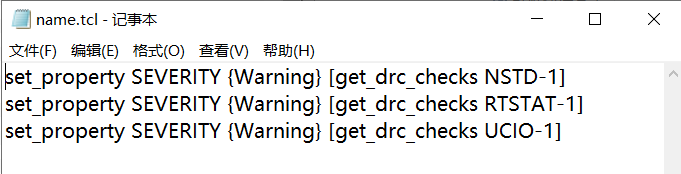 name.tcl - 记事本
文件(F) 编辑(E) 格式(O) 查看(V) 帮助(H)
set_property SEVERITY {Warning} [get_drc_checks NSTD-1]
set_property SEVERITY {Warning} [get_drc_checks RTSTAT-1]
set_property SEVERITY {Warning} [get_drc_checks UCIO-1]